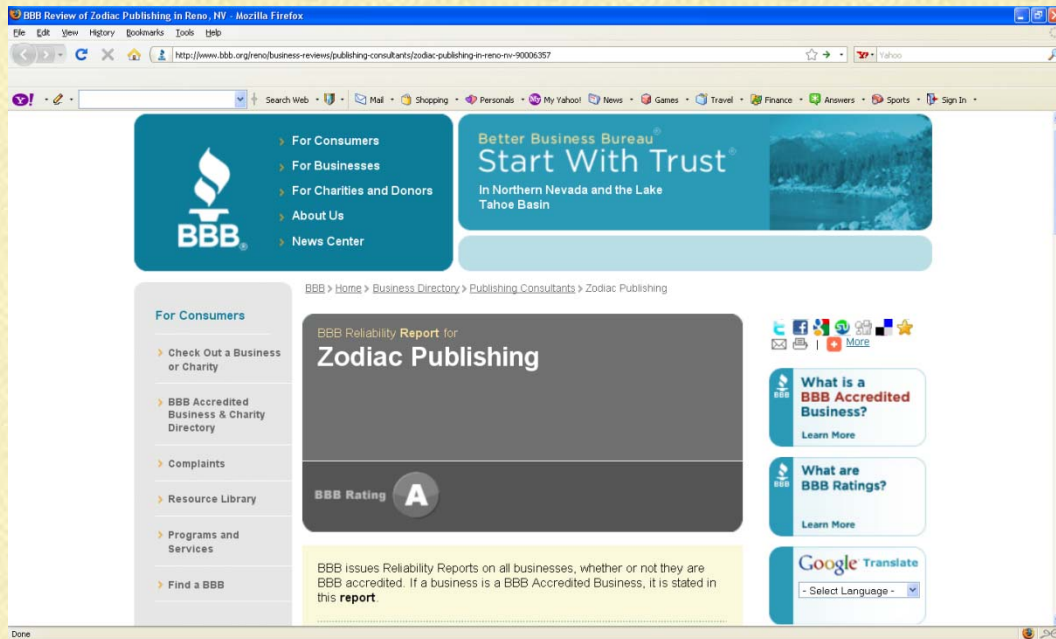 BBB Review of Zodiac Publishing in Reno, NV - Mozilla Firefox
File Edit View History Bookmarks Tools Help
http://www.bbb.org/reno/business-reviews/publishing-consultants/zodiac-publishing-in-reno-nv-90006357
Yahoo
Search Web Mail Shopping Personals My Yahoo! News Games Travel Finance Answers Sports Sign In
For Consumers
For Businesses
For Charities and Donors
About Us
News Center
BBB®
Better Business Bureau®
Start With Trust®
In Northern Nevada and the Lake
Tahoe Basin
BBB > Home > Business Directory > Publishing Consultants > Zodiac Publishing
For Consumers
Check Out a Business
or Charity
BBB Accredited
Business & Charity
Directory
Complaints
Resource Library
Programs and
Services
Find a BBB
BBB Reliability Report for
Zodiac Publishing
BBB Rating A
BBB issues Reliability Reports on all businesses, whether or not they are
BBB accredited. If a business is a BBB Accredited Business, it is stated in
this report.
| More
BBB
What is a
BBB Accredited
Business?
Learn More
BBB
What are
BBB Ratings?
Learn More
Google Translate
- Select Language -
Done